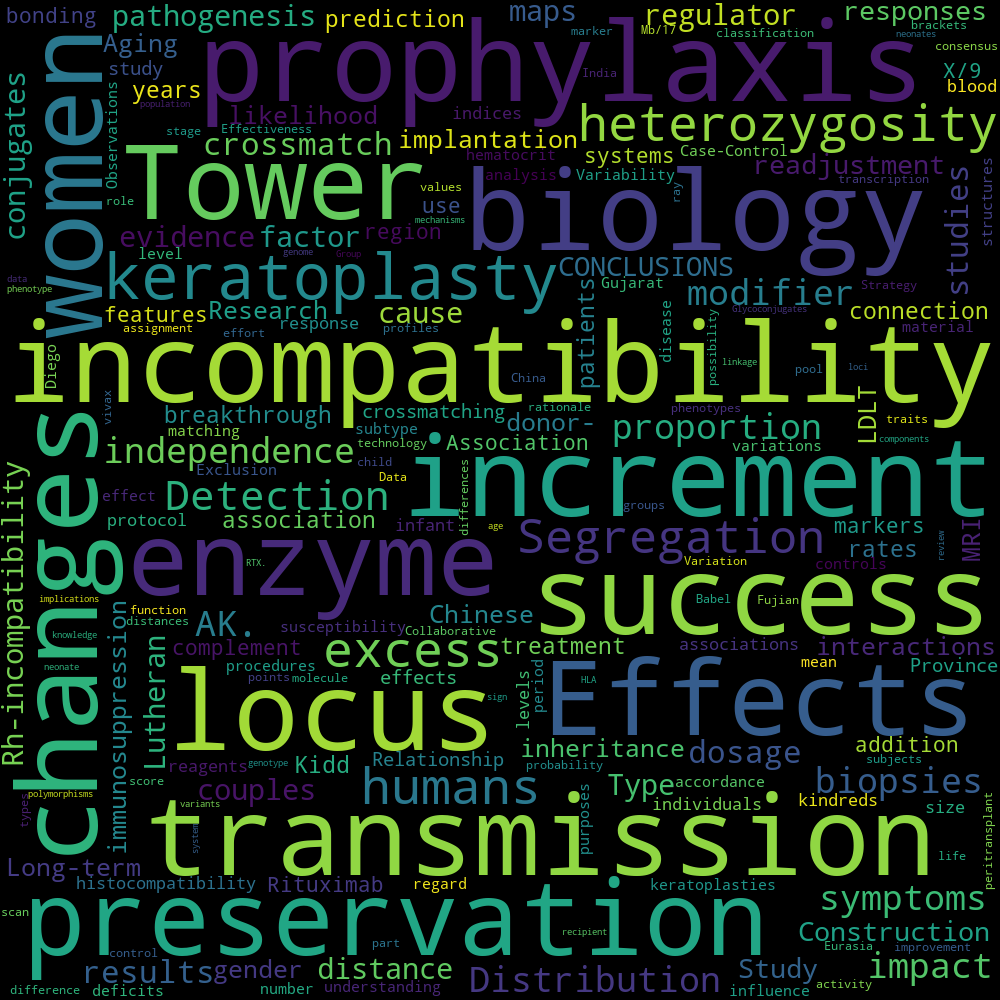 bonding
pathogenesis
prediction
maps
regulator
responses
women
prophylaxis
marker
Mb/17
classification
brackets
neonates
Aging
study
India
consensus
X/9
blood
conjugates
years
population
likelihood
indices
heterozygosity
Observations
stage
Effectiveness
crossmatch
implantation
systems
Case-Control
readjustment
structures
Tower
hematocrit
analysis
Variability
ray
transcription
studies
role
values
use
mechanisms
biology
evidence
factor
region
level
genome
Group
keratoplasty
CONCLUSIONS
data
phenotype
Gujarat
modifier
Strategy
features
Research
cause
patients
connection
assignment
effort
response
profiles
disease
possibility
Glycoconjugates
material
incompatibility
Diego
China
linkage
pool
loci
vivax
breakthrough
crossmatching
rationale
donor-
phenotypes
LDLT
traits
matching
subtype
proportion
changes
independence
technology
Association
variations
components
Rh-incompatibility
Exclusion
child
Data
differences
increment
effect
Detection
groups
protocol
association
infant
age
Segregation
markers
rates
review
MRI
enzyme
RTX.
Variation
controls
success
implications
function
distances
immunosuppression
Chinese
Babel
Fujian
knowledge
AK.
susceptibility
Collaborative
complement
excess
treatment
associations
interactions
neonate
Lutheran
procedures
points
molecule
effects
levels
period
HLA
mean
Province
locus
sign
Effects
reagents
genotype
Kidd
Relationship
inheritance
dosage
addition
subjects
score
probability
polymorphisms
types
couples
humans
Type
accordance
biopsies
variants
individuals
kindreds
size
system
transmission
purposes
life
peritransplant
Long-term
histocompatibility
Rituximab
regard
keratoplasties
symptoms
scan
preservation
recipient
Construction
control
part
Eurasia
improvement
results
gender
distance
Distribution
Study
impact
difference
deficits
number
understanding
influence
activity